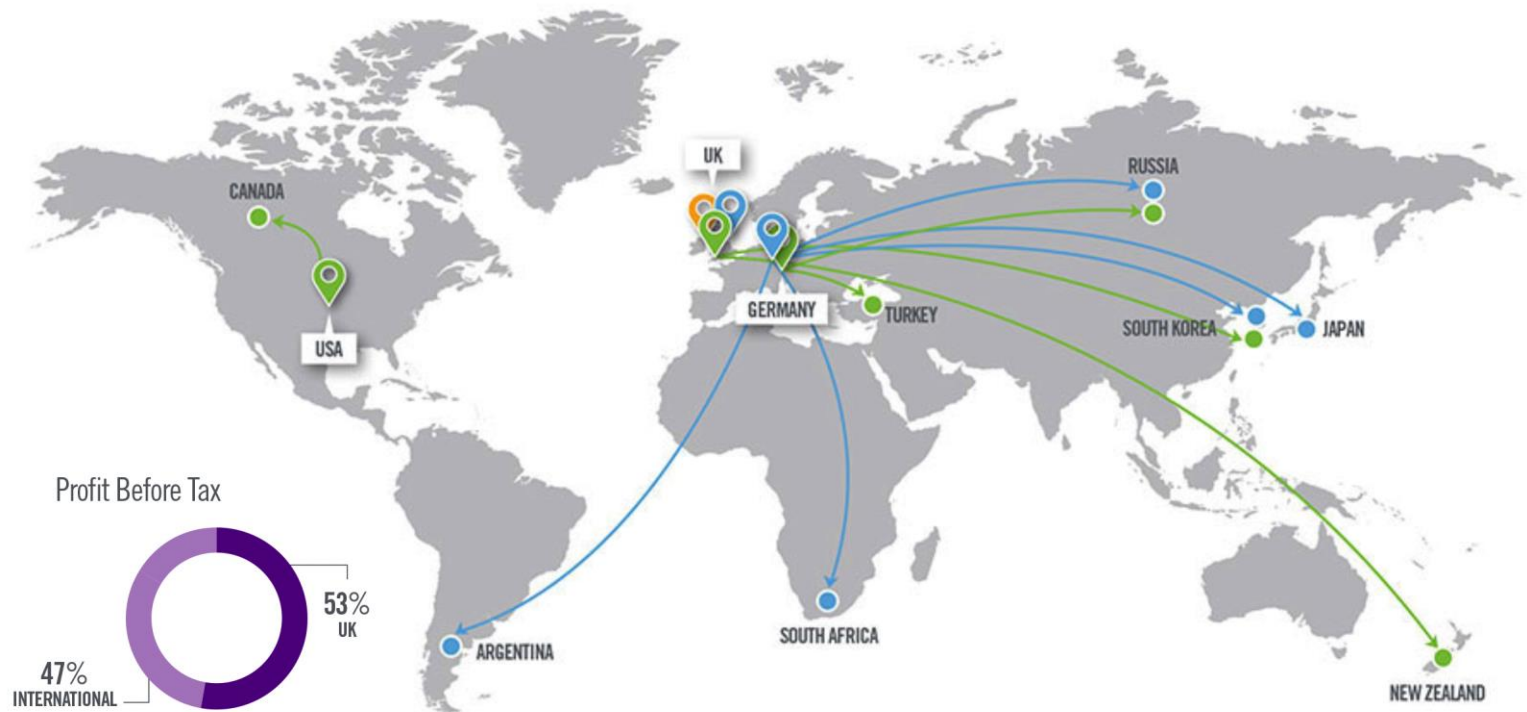 UK
CANADA
RUSSIA
USA
GERMANY
TURKEY
SOUTH KOREA
JAPAN
Profit Before Tax
53%
UK
47%
INTERNATIONAL
ARGENTINA
SOUTH AFRICA
NEW ZEALAND